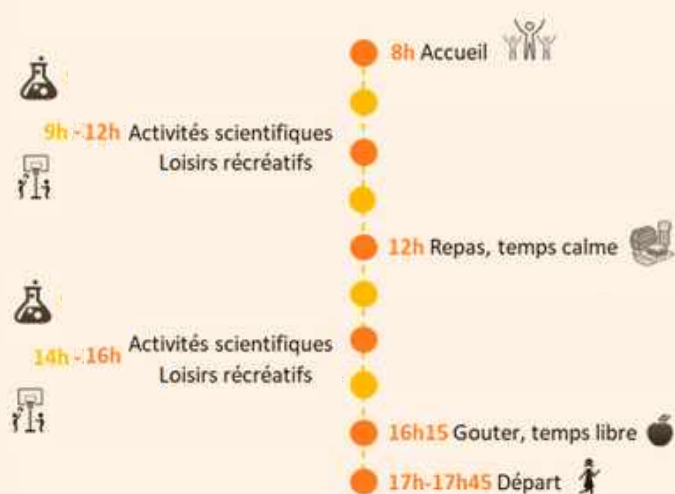 8h Accueil
9h - 12h Activités scientifiques
Loisirs récréatifs
12h Repas, temps calme
14h - 16h Activités scientifiques
Loisirs récréatifs
16h15 Gouter, temps libre
17h-17h45 Départ